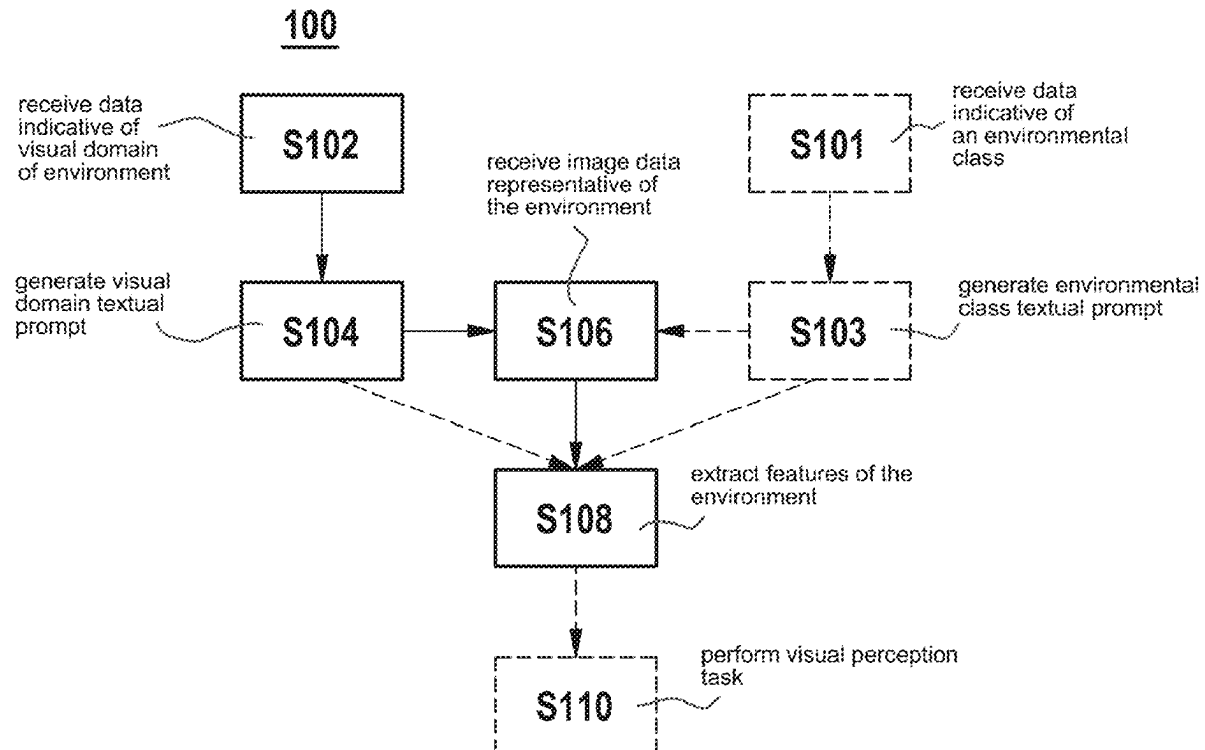 100
receive data
indicative of
visual domain
of environment
S102
receive image data
representative of
the environment
S101
receive data
indicative of
an environmental
class
generate visual
domain textual
prompt
S104
S106
S103
generate environmental
class textual prompt
S108
extract features of the
environment
S110
perform visual perception
task